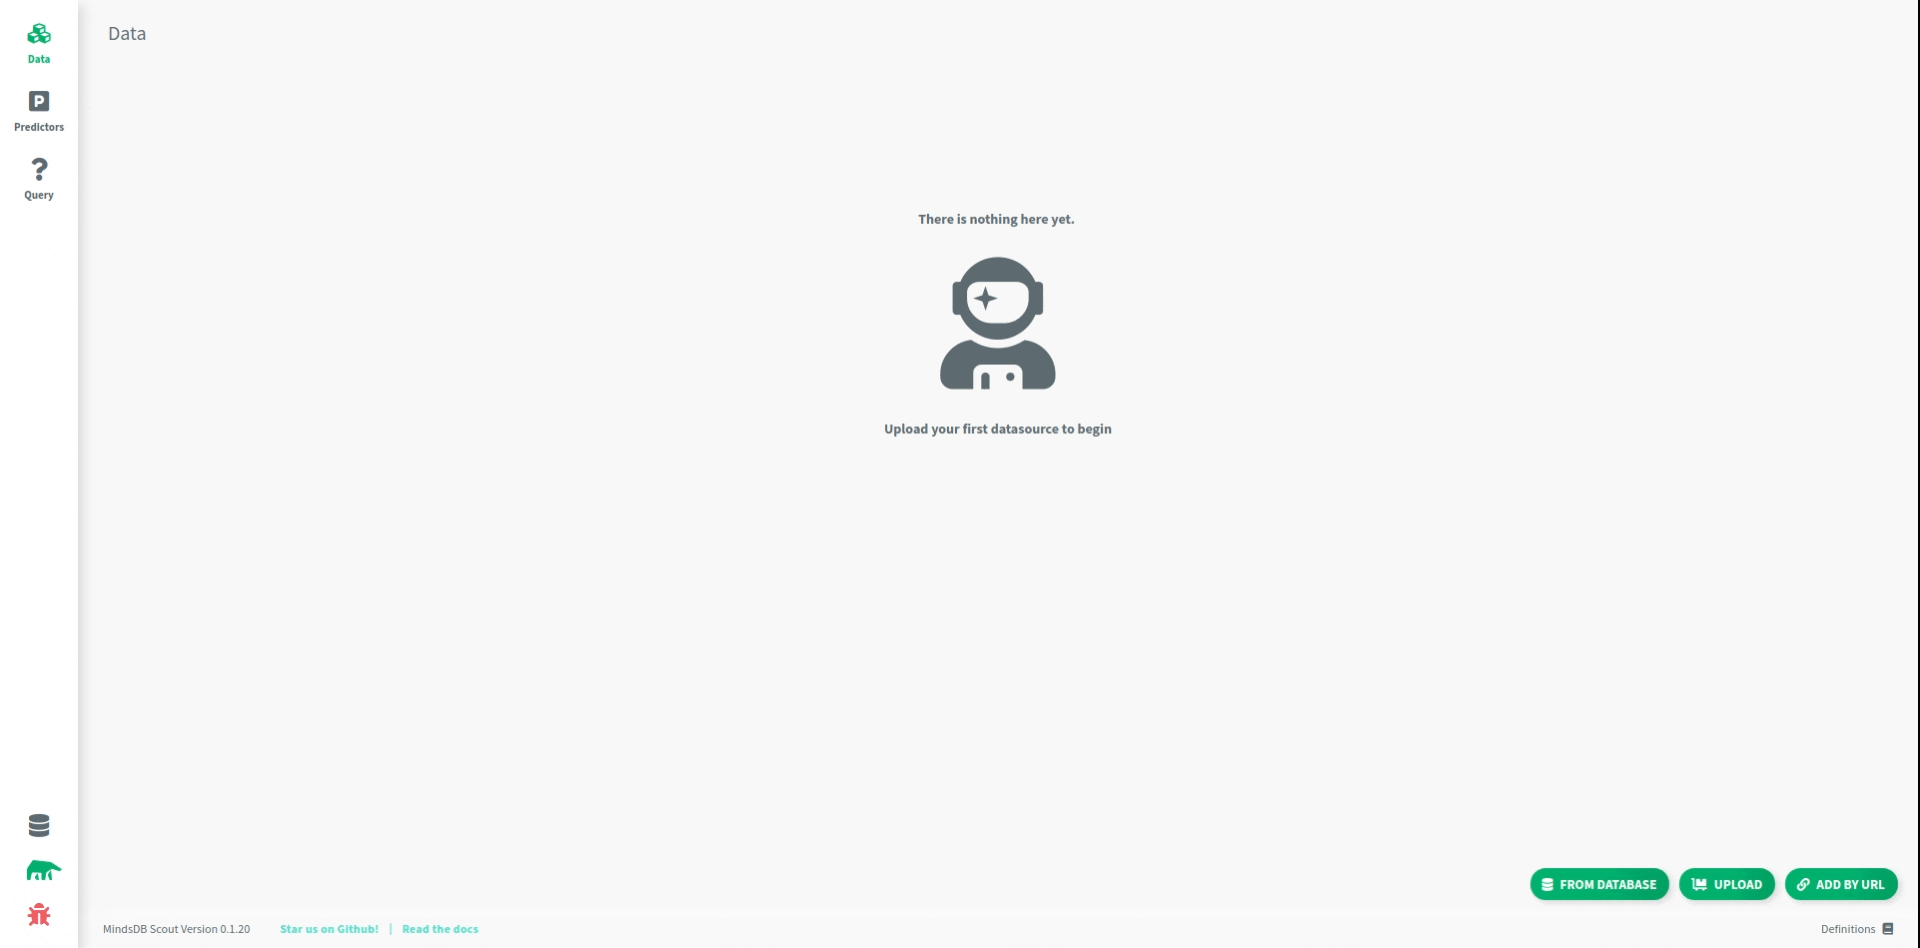 Data
Data
P
Predictors
?
Query
There is nothing here yet.
Upload your first datasource to begin
FROM DATABASE
UPLOAD
ADD BY URL
MindsDB Scout Version 0.1.20
Star us on Github! | Read the docs
Definitions